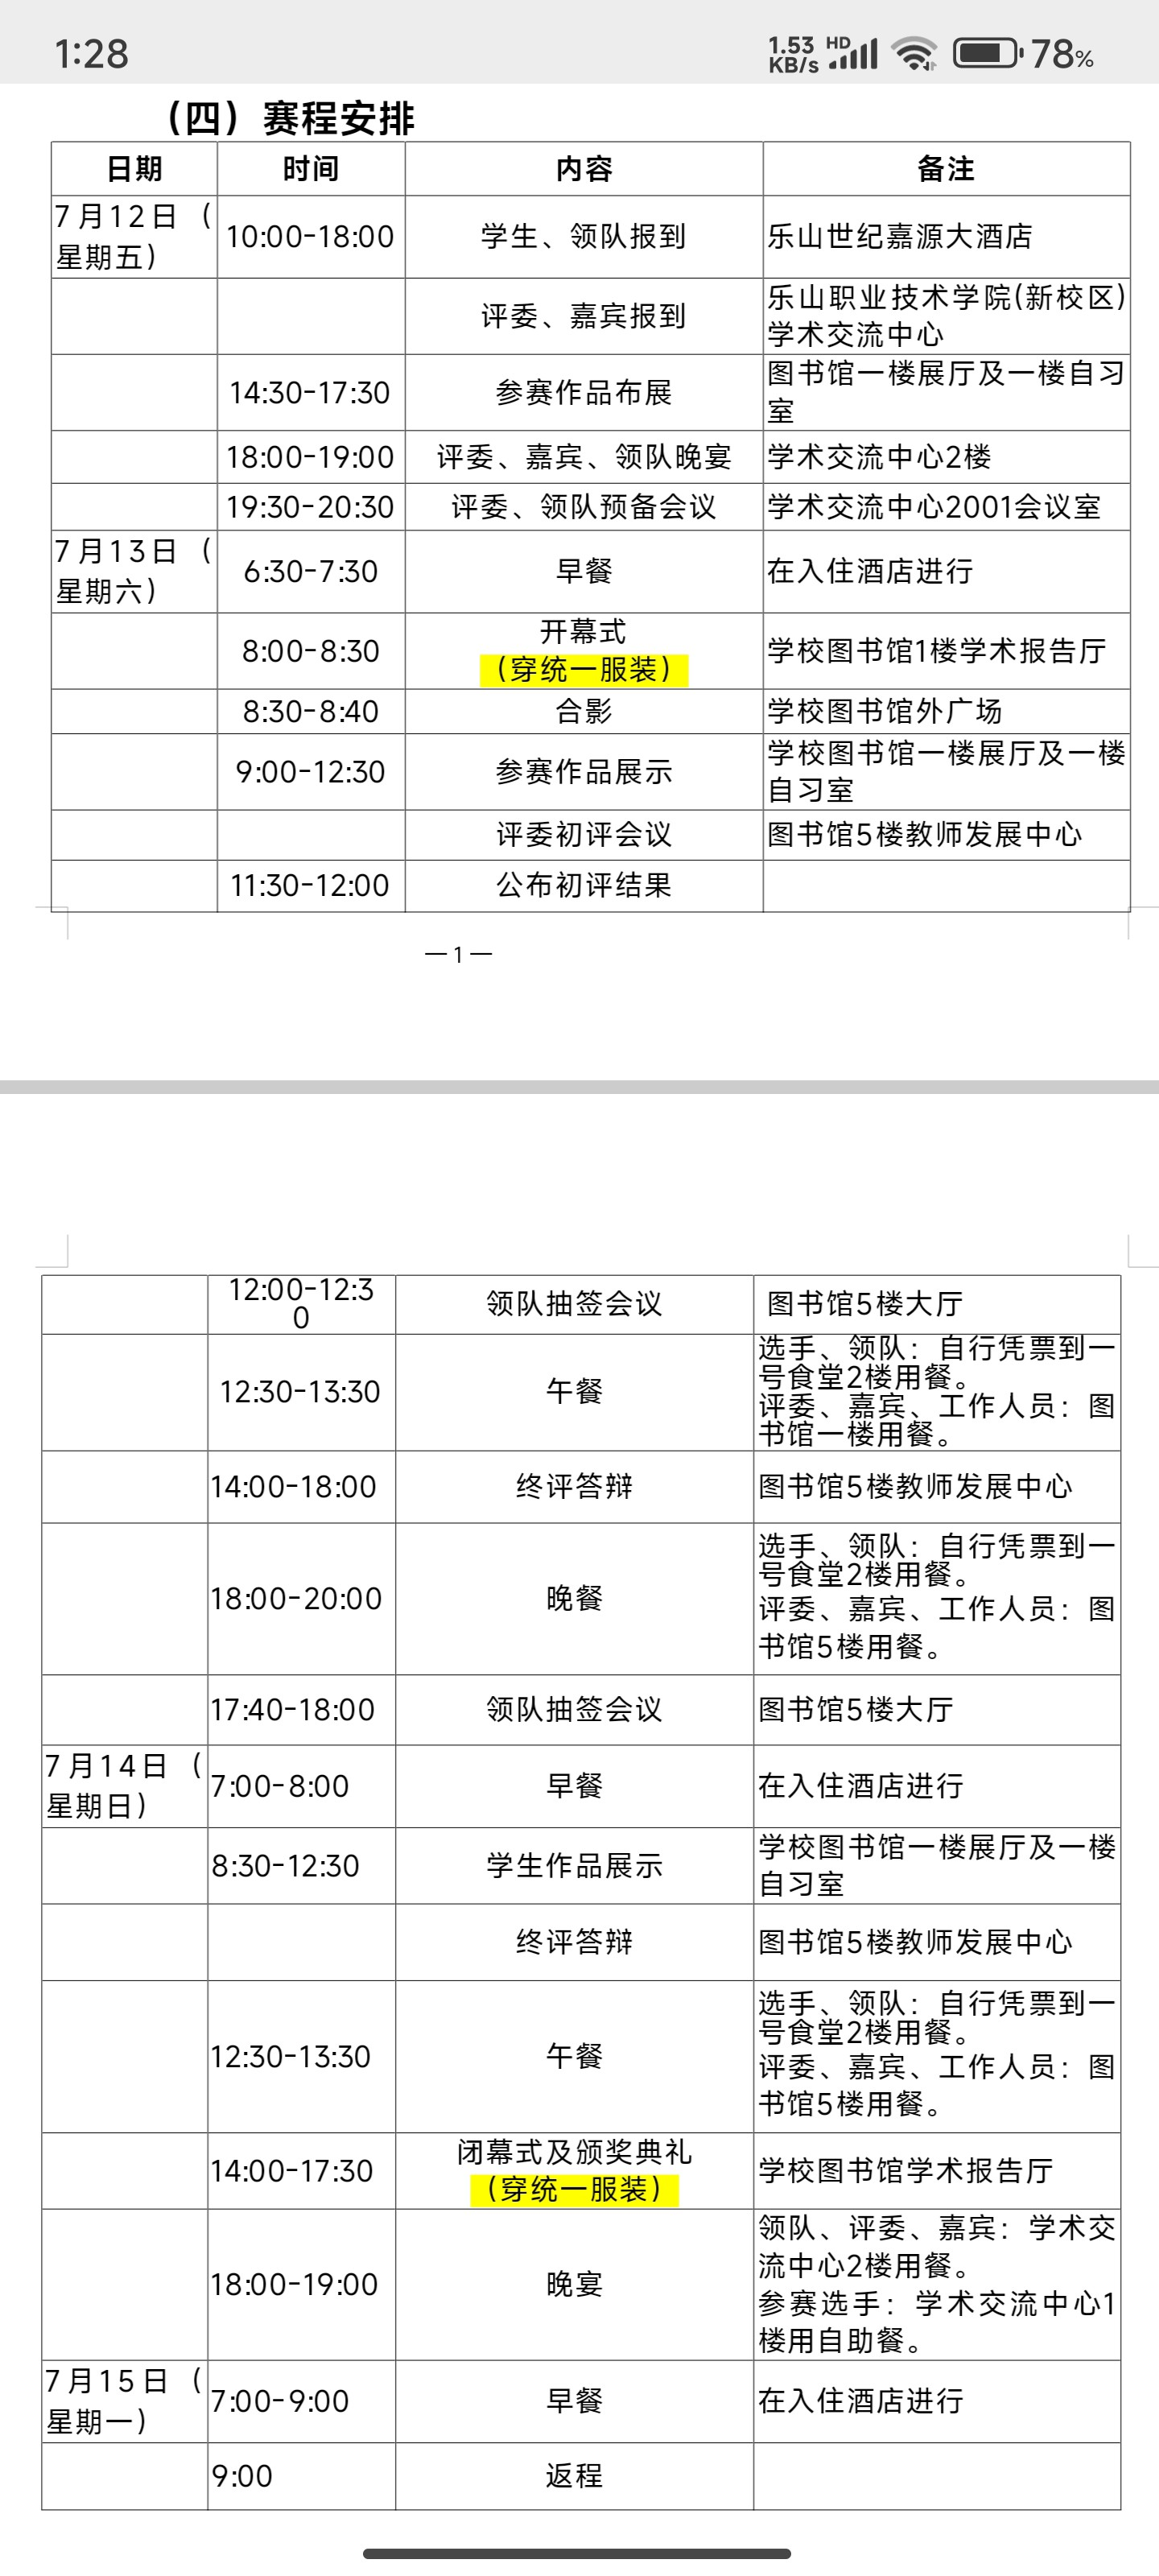 1:28
1.53 KB/s HD 78%
（四）赛程安排
日期 时间 内容 备注
7月12日（
星期五） 10:00-18:00 学生、领队报到 乐山世纪嘉源大酒店
评委、嘉宾报到 乐山职业技术学院(新校区)
学术交流中心
14:30-17:30 参赛作品布展 图书馆一楼展厅及一楼自习
室
18:00-19:00 评委、嘉宾、领队晚宴 学术交流中心2楼
19:30-20:30 评委、领队预备会议 学术交流中心2001会议室
7月13日（
星期六） 6:30-7:30 早餐 在入住酒店进行
8:00-8:30 开幕式
（穿统一服装） 学校图书馆1楼学术报告厅
8:30-8:40 合影 学校图书馆外广场
9:00-12:30 参赛作品展示 学校图书馆一楼展厅及一楼
自习室
评委初评会议 图书馆5楼教师发展中心
11:30-12:00 公布初评结果
—1—
12:00-12:3
0 领队抽签会议 图书馆5楼大厅
12:30-13:30 午餐 选手、领队：自行凭票到一
号食堂2楼用餐。
评委、嘉宾、工作人员：图
书馆一楼用餐。
14:00-18:00 终评答辩 图书馆5楼教师发展中心
18:00-20:00 晚餐 选手、领队：自行凭票到一
号食堂2楼用餐。
评委、嘉宾、工作人员：图
书馆5楼用餐。
17:40-18:00 领队抽签会议 图书馆5楼大厅
7月14日（
星期日） 7:00-8:00 早餐 在入住酒店进行
8:30-12:30 学生作品展示 学校图书馆一楼展厅及一楼
自习室
终评答辩 图书馆5楼教师发展中心
12:30-13:30 午餐 选手、领队：自行凭票到一
号食堂2楼用餐。
评委、嘉宾、工作人员：图
书馆5楼用餐。
14:00-17:30 闭幕式及颁奖典礼
（穿统一服装） 学校图书馆学术报告厅
18:00-19:00 晚宴 领队、评委、嘉宾：学术交
流中心2楼用餐。
参赛选手：学术交流中心1
楼用自助餐。
7月15日（
星期一） 7:00-9:00 早餐 在入住酒店进行
9:00 返程